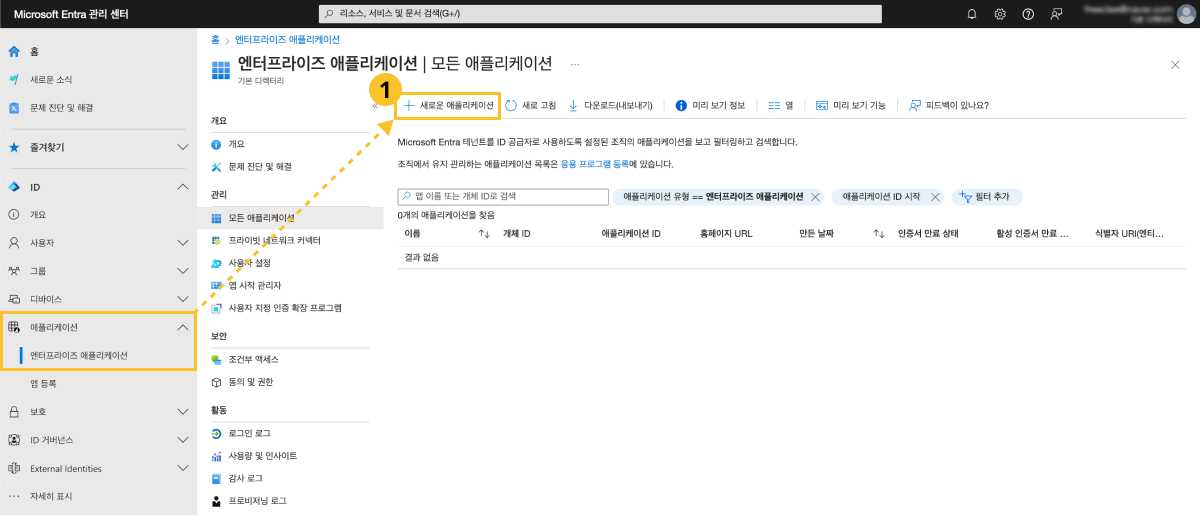 Microsoft Entra 관리 센터
리소스, 서비스 및 문서 검색(G+/)
홈
새로운 소식
문제 진단 및 해결
즐겨찾기
ID
개요
사용자
그룹
디바이스
애플리케이션
엔터프라이즈 애플리케이션
앱 등록
보호
ID 거버넌스
External Identities
자세히 표시
홈 > 엔터프라이즈 애플리케이션
엔터프라이즈 애플리케이션 | 모든 애플리케이션 ...
기본 디렉터리
개요
개요
문제 진단 및 해결
관리
모든 애플리케이션
프라이빗 네트워크 커넥터
사용자 설정
앱 시작 관리자
사용자 지정 인증 확장 프로그램
보안
조건부 액세스
동의 및 권한
활동
로그인 로그
사용량 및 인사이트
감사 로그
프로비저닝 로그
1
새로운 애플리케이션 새로 고침 다운로드(내보내기) 미리 보기 정보 열 미리 보기 기능 피드백이 있나요?
Microsoft Entra 테넌트를 ID 공급자로 사용하도록 설정된 조직의 애플리케이션을 보고 필터링하고 검색합니다.
조직에서 유지 관리하는 애플리케이션 목록은 응용 프로그램 등록에 있습니다.
앱 이름 또는 개체 ID로 검색 애플리케이션 유형 == 엔터프라이즈 애플리케이션 애플리케이션 ID 시작 필터 추가
0개의 애플리케이션을 찾음
이름 개체 ID 애플리케이션 ID 홈페이지 URL 만든 날짜 인증서 만료 상태 활성 인증서 만료 ... 식별자 URI(엔티...
결과 없음